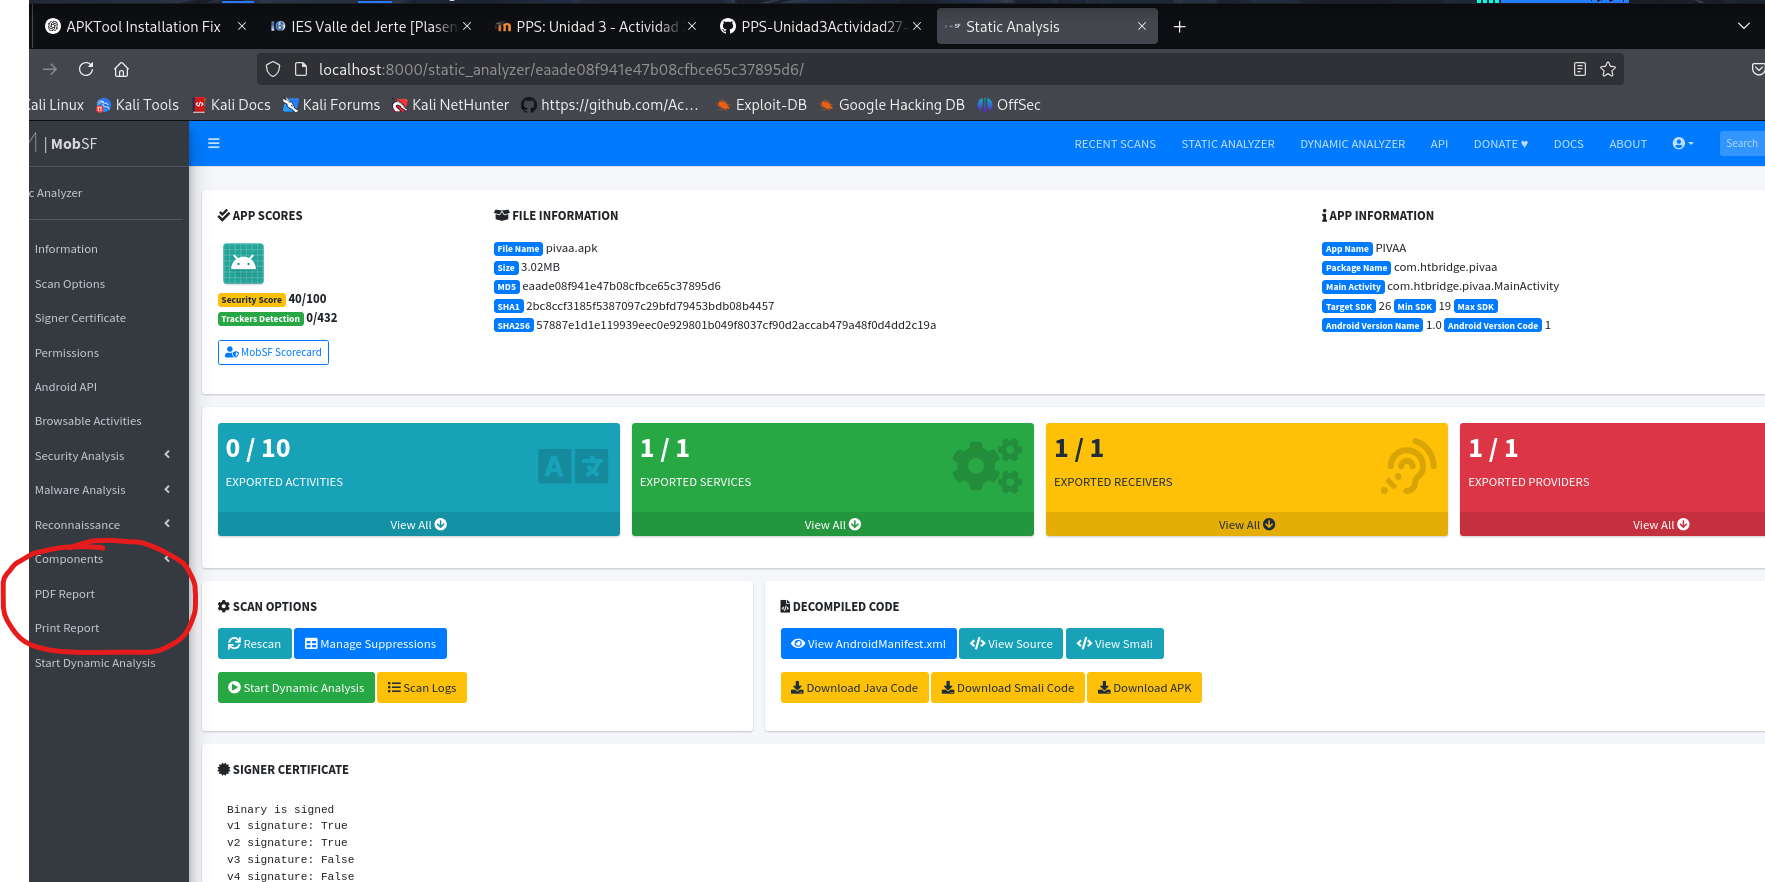 APKTool Installation Fix
IES Valle del Jerte [Plasen
PPS: Unidad 3 - Actividad
PPS-Unidad3Actividad27-
Static Analysis
localhost:8000/static_analyzer/eaade08f941e47b08cfbce65c37895d6/
Kali Linux
Kali Tools
Kali Docs
Kali Forums
Kali NetHunter
https://github.com/Ac...
Exploit-DB
Google Hacking DB
OffSec
| MobSF
RECENT SCANS
STATIC ANALYZER
DYNAMIC ANALYZER
API
DONATE ♥
DOCS
ABOUT
Search
c Analyzer
Information
Scan Options
Signer Certificate
Permissions
Android API
Browsable Activities
Security Analysis
Malware Analysis
Reconnaissance
Components
PDF Report
Print Report
Start Dynamic Analysis
APP SCORES
Security Score 40/100
Trackers Detection 0/432
MobSF Scorecard
FILE INFORMATION
File Name pivaa.apk
Size 3.02MB
MD5 eaade08f941e47b08cfbce65c37895d6
SHA1 2bc8ccf3185f5387097c29bfd79453bdb08b4457
SHA256 57887e1d1e119939eec0e929801b049f8037cf90d2accab479a48f0d4dd2c19a
APP INFORMATION
App Name PIVAA
Package Name com.htbridge.pivaa
Main Activity com.htbridge.pivaa.MainActivity
Target SDK 26 Min SDK 19 Max SDK
Android Version Name 1.0 Android Version Code 1
0 / 10
EXPORTED ACTIVITIES
View All
1 / 1
EXPORTED SERVICES
View All
1 / 1
EXPORTED RECEIVERS
View All
1 / 1
EXPORTED PROVIDERS
View All
SCAN OPTIONS
Rescan
Manage Suppressions
Start Dynamic Analysis
Scan Logs
DECOMPILED CODE
View AndroidManifest.xml
View Source
View Smali
Download Java Code
Download Smali Code
Download APK
SIGNER CERTIFICATE
Binary is signed
v1 signature: True
v2 signature: True
v3 signature: False
v4 signature: False